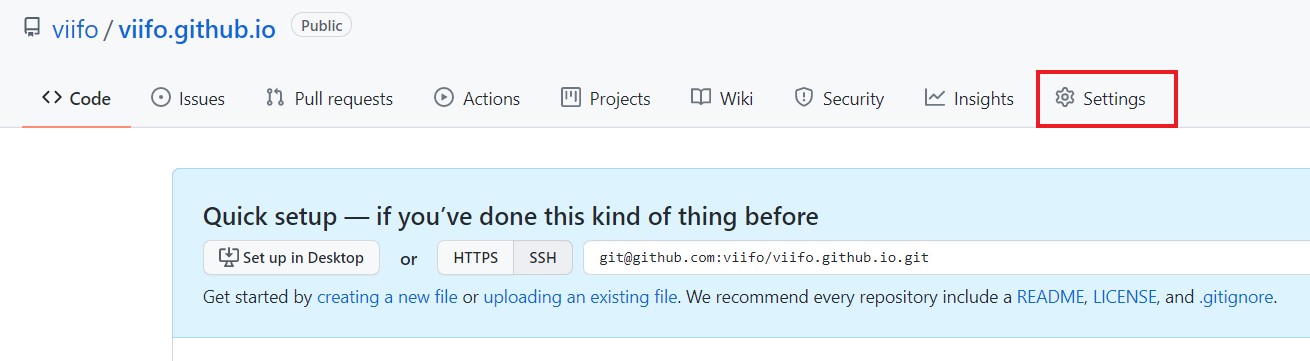 viifo / viifo.github.io Public
Code Issues Pull requests Actions Projects Wiki Security Insights Settings
Quick setup — if you’ve done this kind of thing before
Set up in Desktop or HTTPS SSH git@github.com:viifo/viifo.github.io.git
Get started by creating a new file or uploading an existing file. We recommend every repository include a README, LICENSE, and .gitignore.